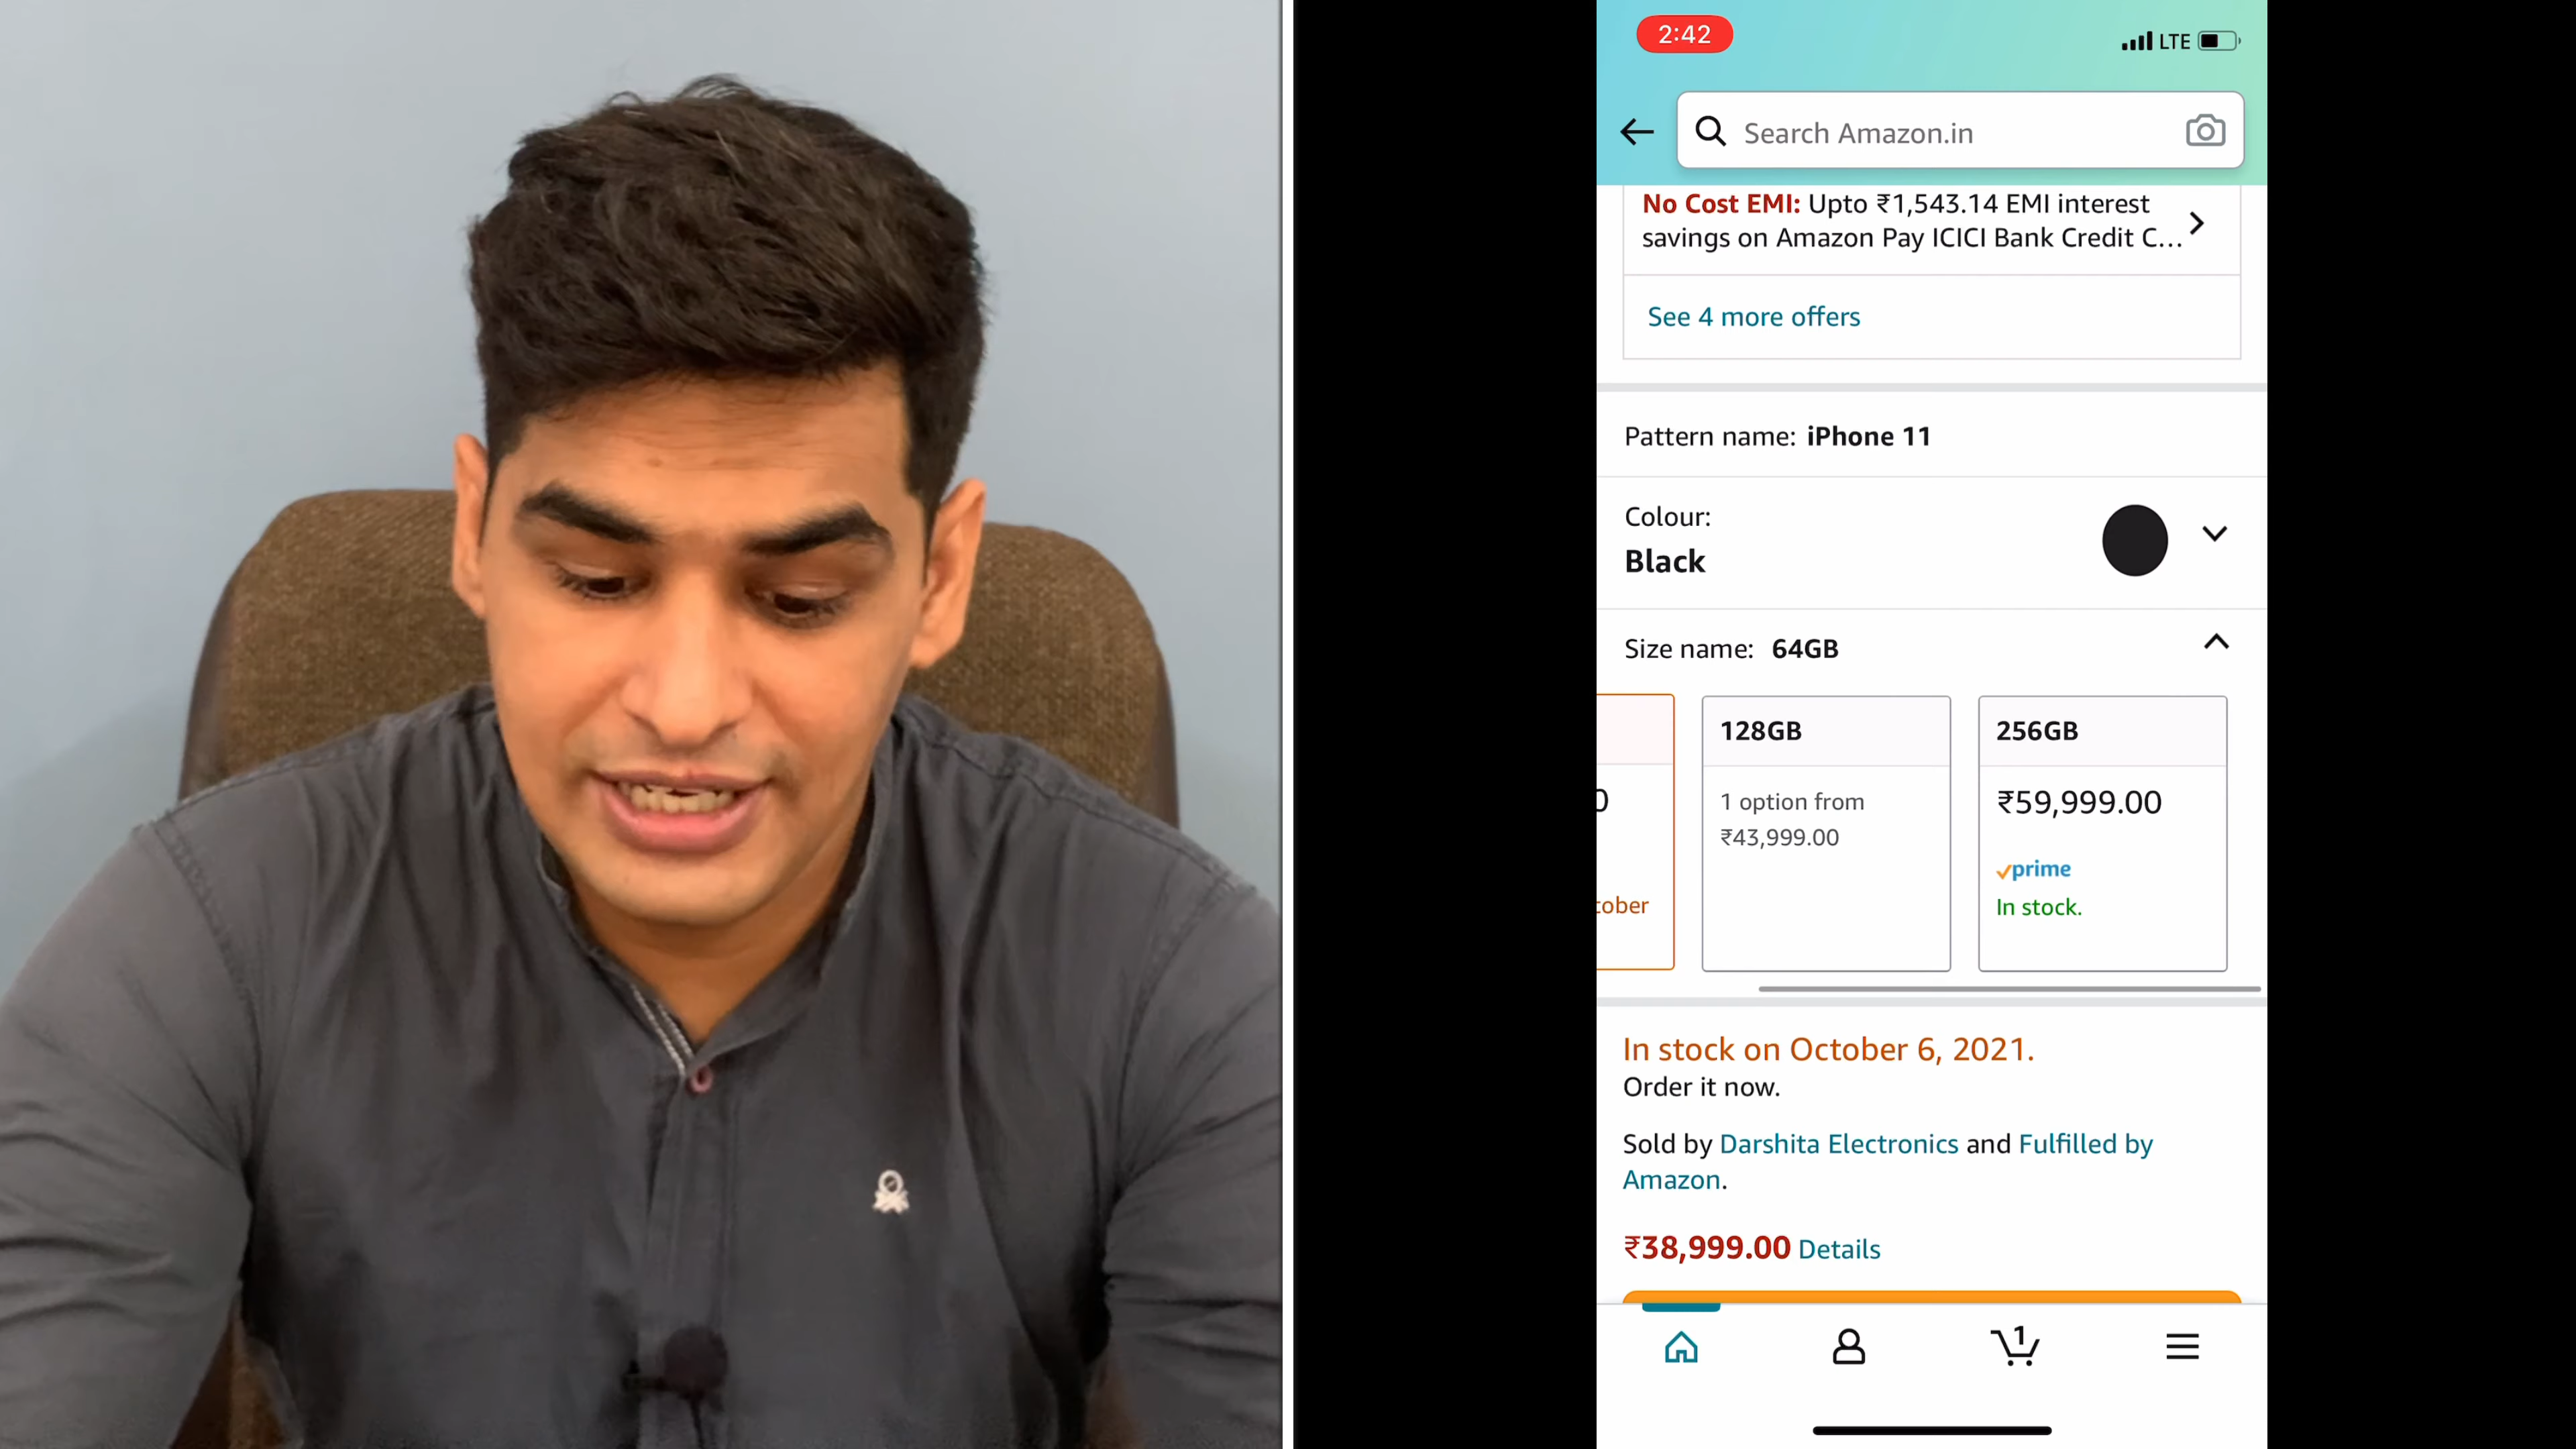 2:42
LTE
Search Amazon.in
No Cost EMI: Upto ₹1,543.14 EMI interest
savings on Amazon Pay ICICI Bank Credit C...
See 4 more offers
Pattern name: iPhone 11
Colour:
Black
Size name: 64GB
128GB
1 option from
₹43,999.00
256GB
₹59,999.00
prime
In stock.
In stock on October 6, 2021.
Order it now.
Sold by Darshita Electronics and Fulfilled by
Amazon.
₹38,999.00 Details
1